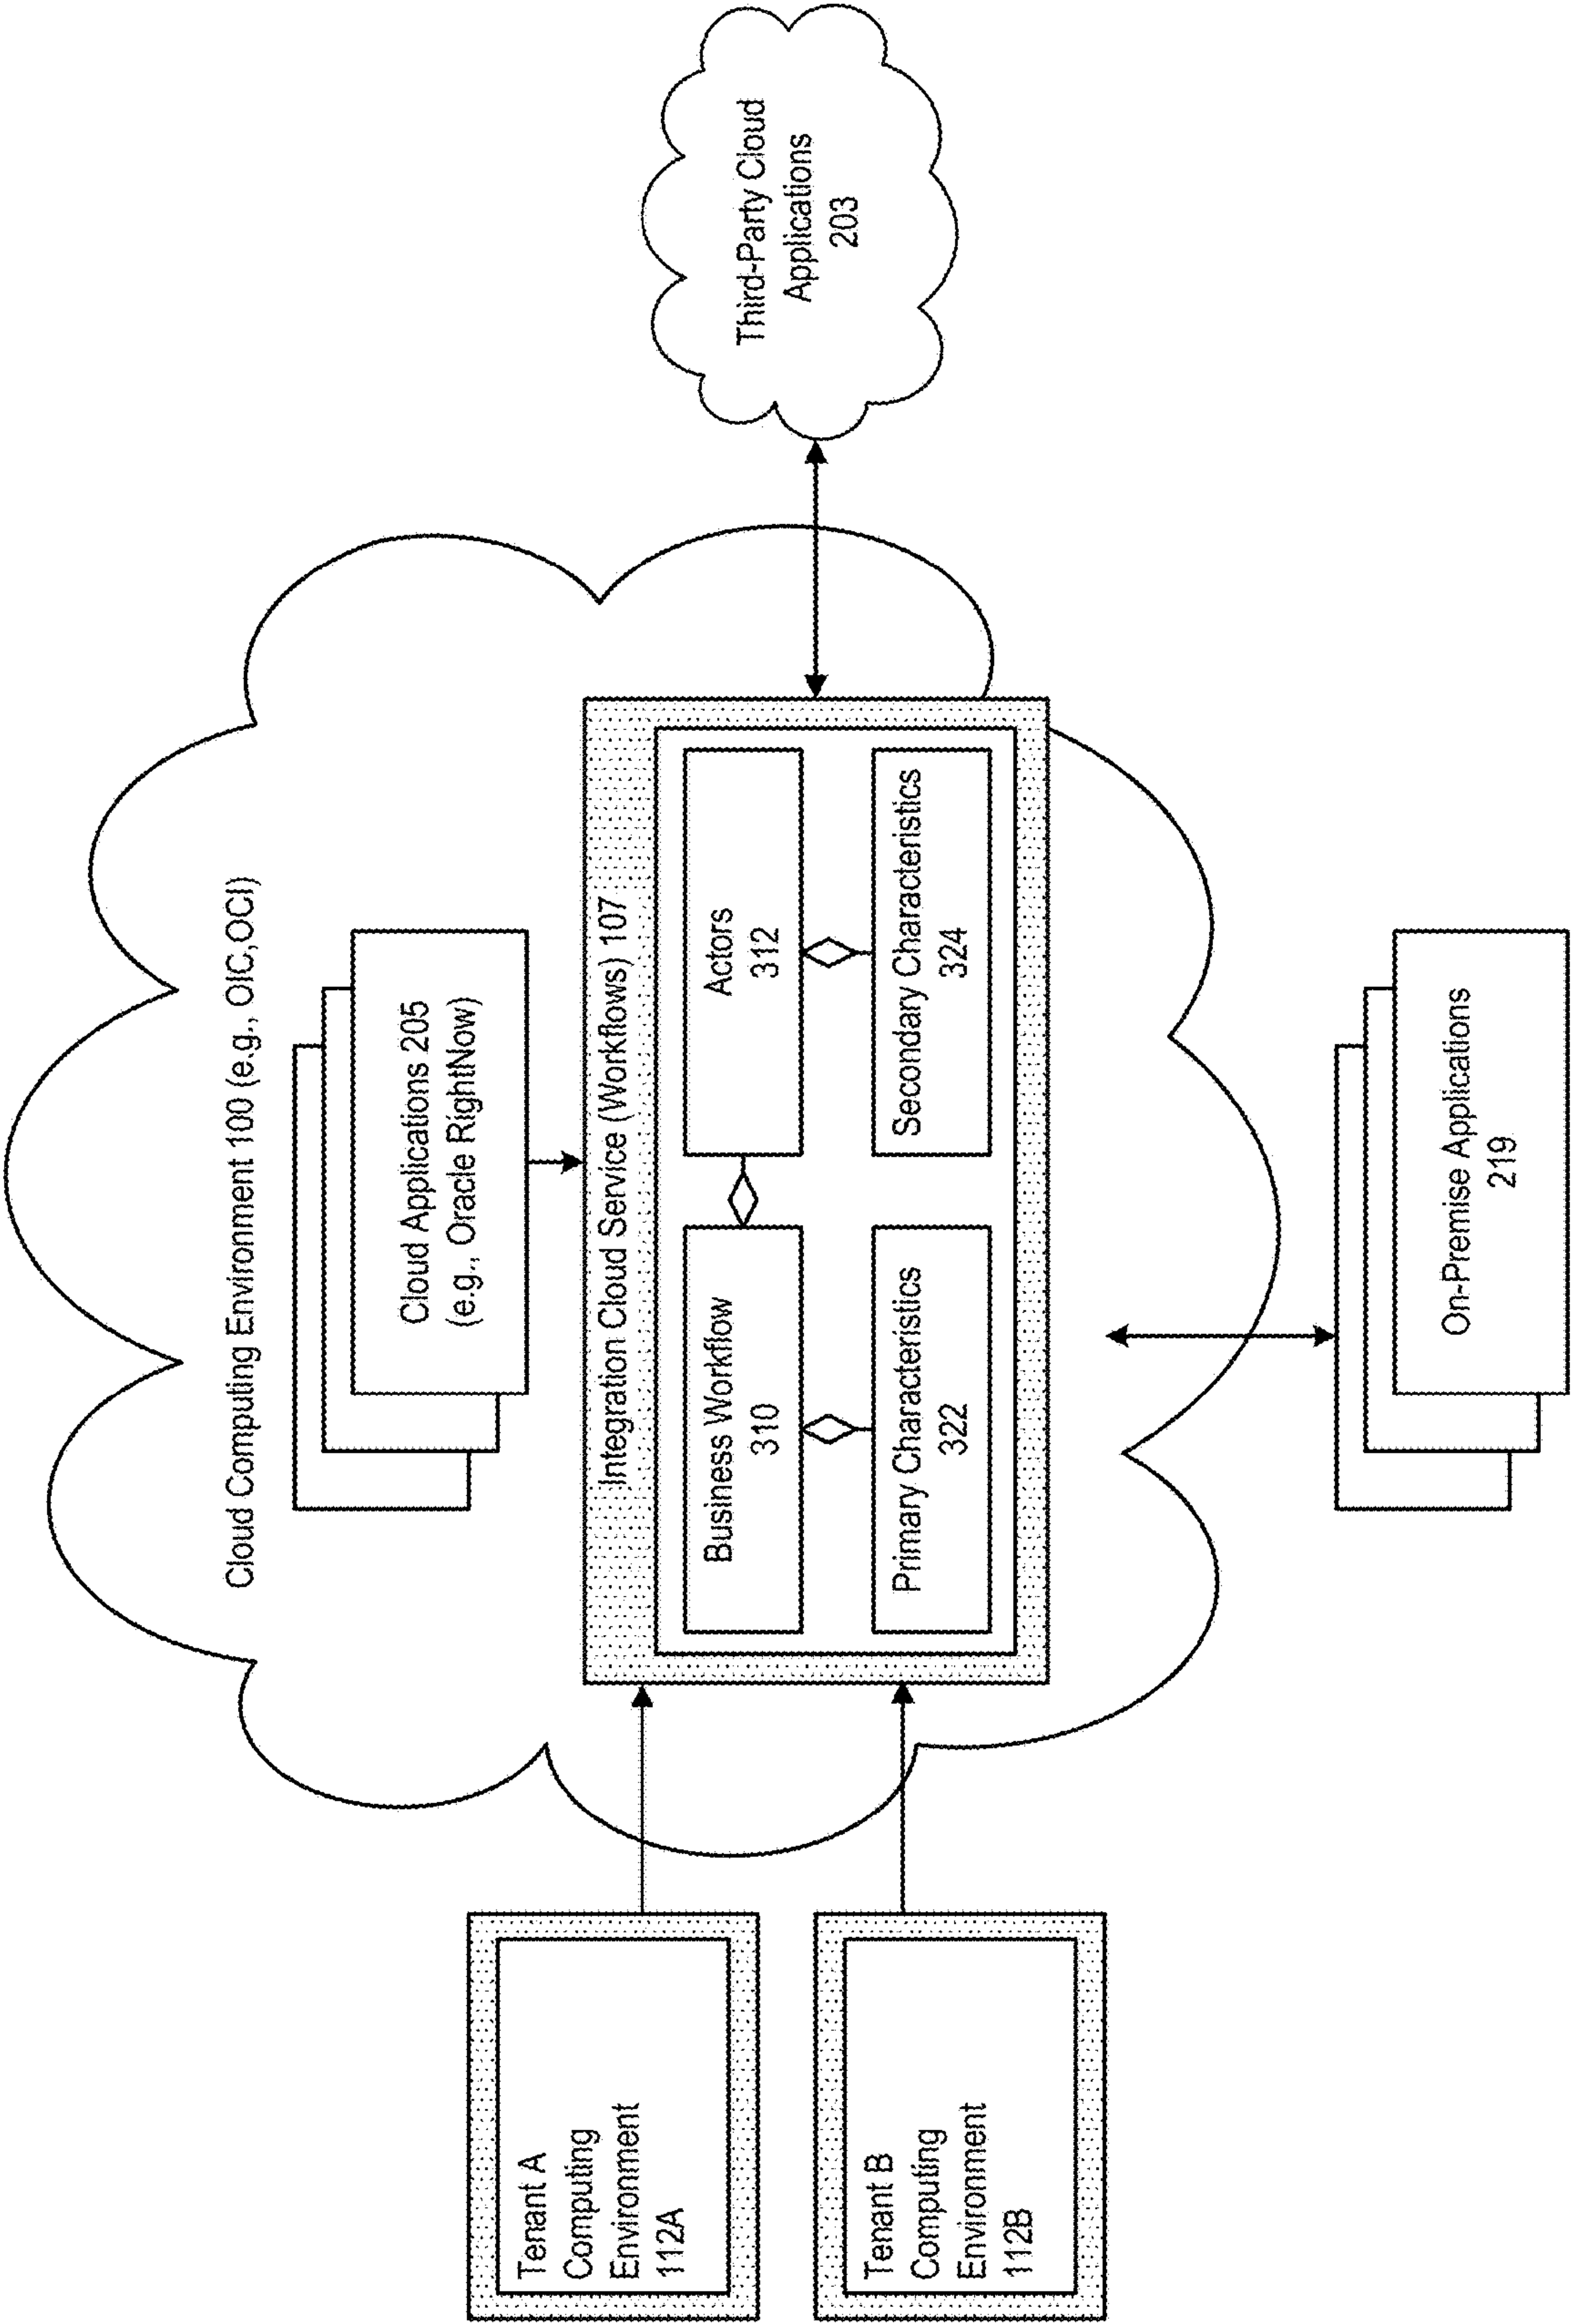 Cloud Computing Environment 100 (e.g., OIC,OCI)
Cloud Applications 205
(e.g., Oracle RightNow)
Tenant A
Computing
Environment
112A
Tenant B
Computing
Environment
112B
Integration Cloud Service (Workflows) 107
Business Workflow
310
Actors
312
Primary Characteristics
322
Secondary Characteristics
324
Third-Party Cloud
Applications
203
On-Premise Applications
219